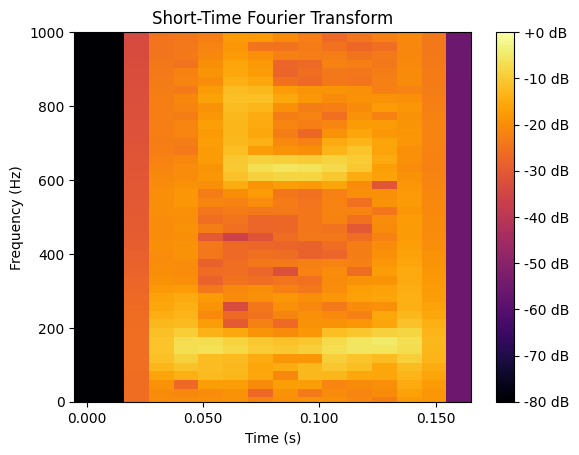 Short-Time Fourier Transform
1000
800
600
400
200
0
Frequency (Hz)
0.000
0.050
0.100
0.150
Time (s)
+0 dB
-10 dB
-20 dB
-30 dB
-40 dB
-50 dB
-60 dB
-70 dB
-80 dB